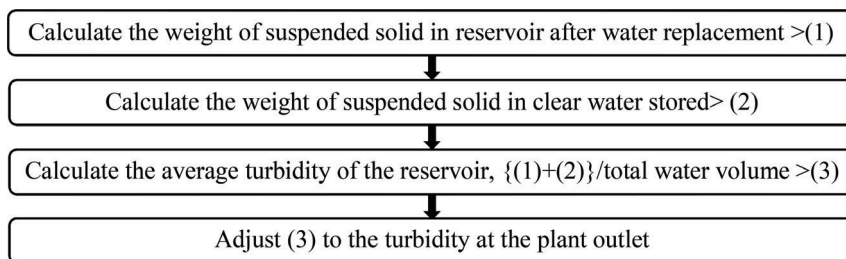 Calculate the weight of suspended solid in reservoir after water replacement >(1)
Calculate the weight of suspended solid in clear water stored> (2)
Calculate the average turbidity of the reservoir, {(1)+(2)}/total water volume >(3)
Adjust (3) to the turbidity at the plant outlet